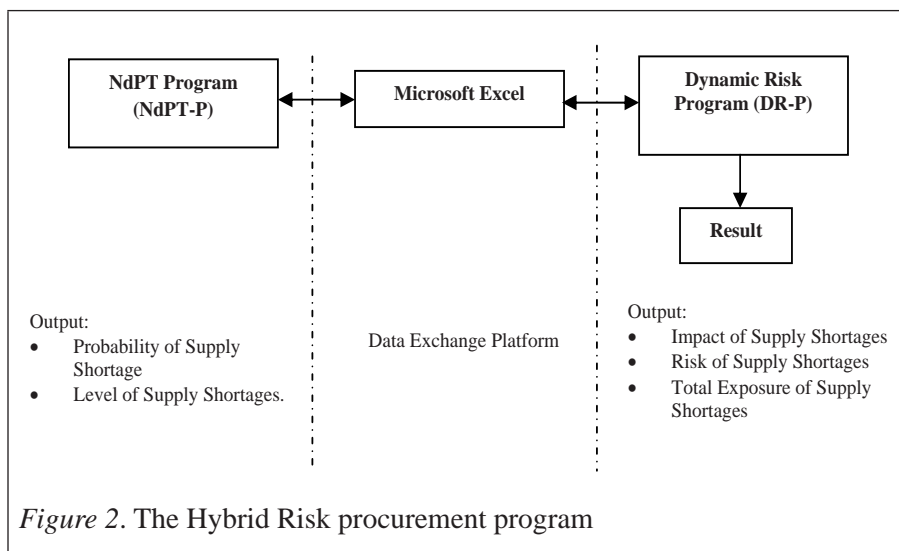 NdPT Program
(NdPT-P)
Microsoft Excel
Dynamic Risk
Program (DR-P)
Result
Output:
• Probability of Supply
Shortage
• Level of Supply Shortages.
Data Exchange Platform
Output:
• Impact of Supply Shortages
• Risk of Supply Shortages
• Total Exposure of Supply
Shortages
Figure 2. The Hybrid Risk procurement program